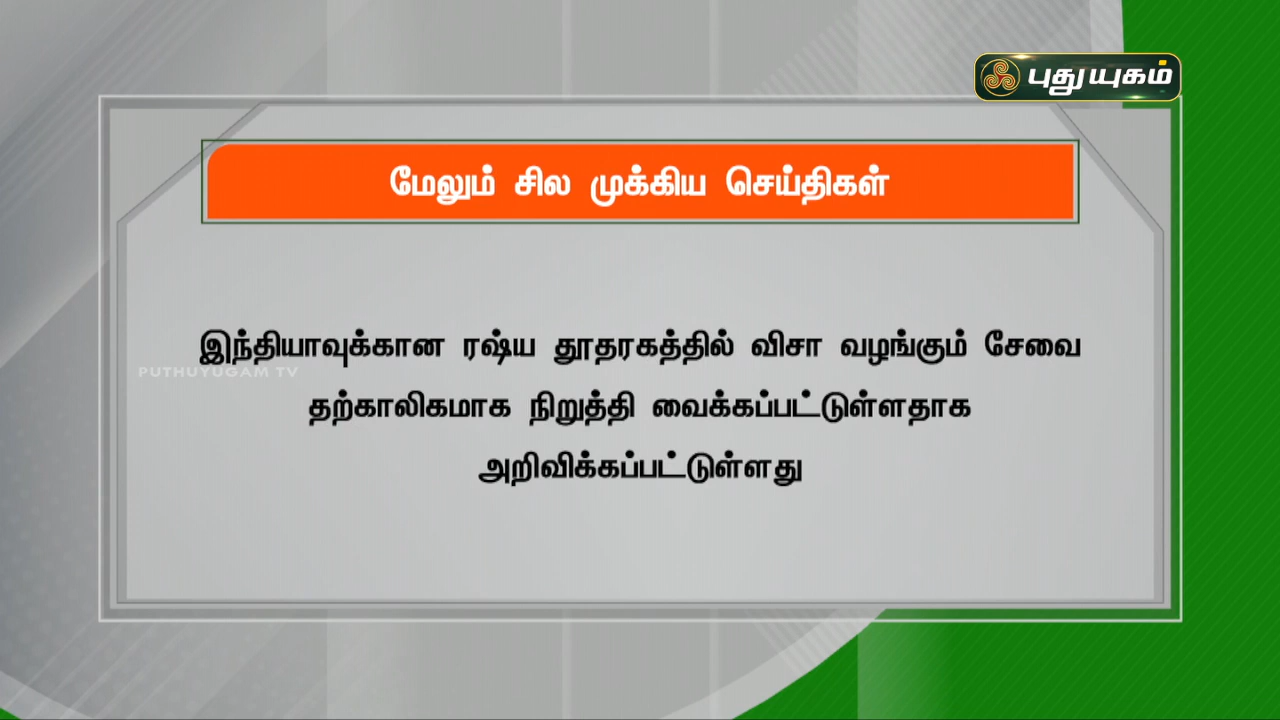 புதுயுகம்
மேலும் சில முக்கிய செய்திகள்
இந்தியாவுக்கான ரஷ்ய தூதரகத்தில் விசா வழங்கும் சேவை
PUTHUYUGAM TV
தற்காலிகமாக நிறுத்தி வைக்கப்பட்டுள்ளதாக
அறிவிக்கப்பட்டுள்ளது